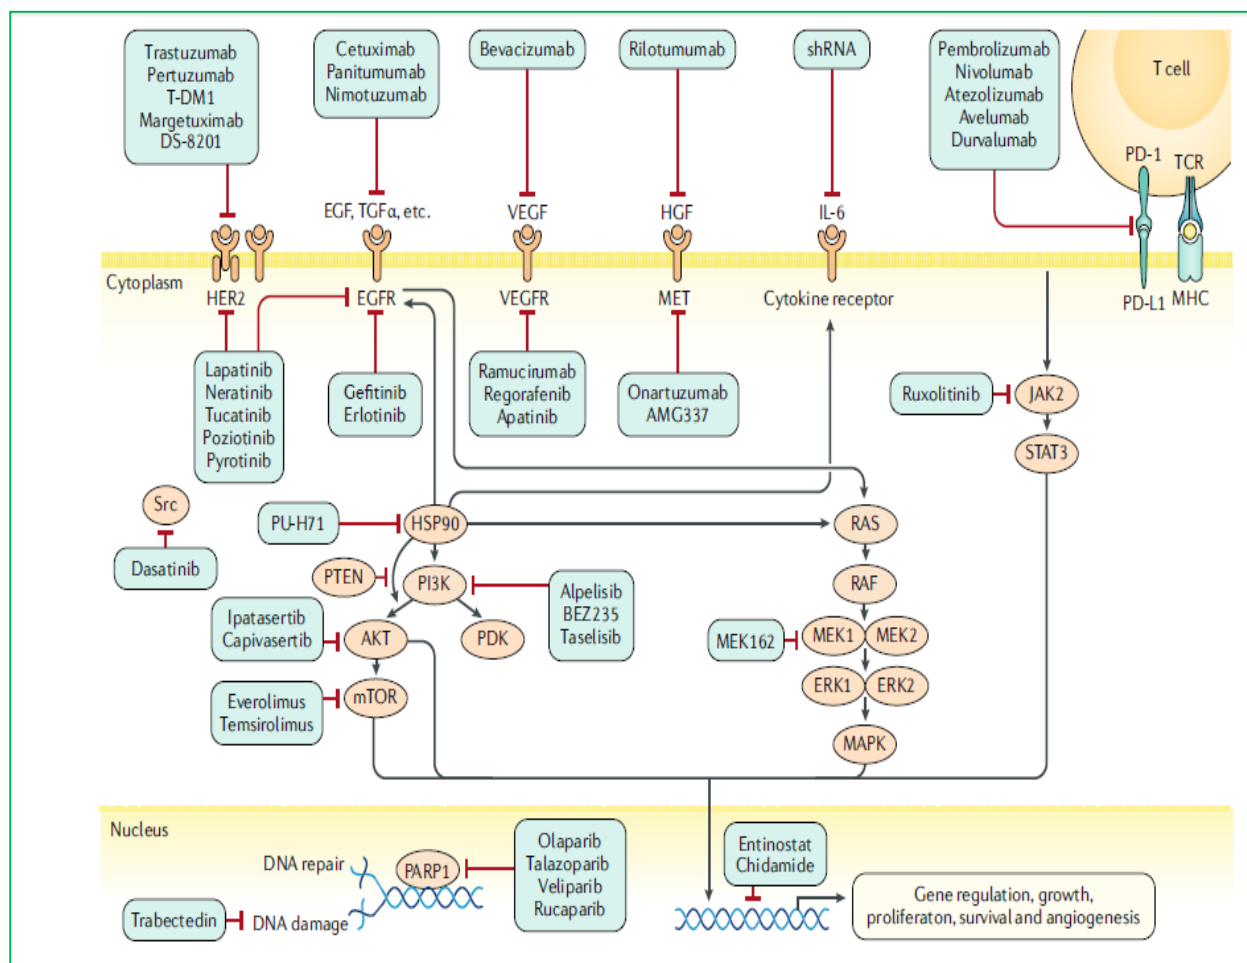 Trastuzumab
Pertuzumab
T-DM1
Margetuximab
DS-8201
Cetuximab
Panitumumab
Nimotuzumab
Bevacizumab
Rilotumumab
shRNA
Pembrolizumab
Nivolumab
Atezolizumab
Avelumab
Durvalumab
T cell
PD-1
TCR
EGF, TGFα, etc.
VEGF
HGF
IL-6
Cytoplasm
HER2
EGFR
VEGFR
MET
Cytokine receptor
PD-L1
MHC
Lapatinib
Neratinib
Tucatinib
Poziotinib
Pyrotinib
Gefitinib
Erlotinib
Ramucirumab
Regorafenib
Apatinib
Onartuzumab
AMG337
Ruxolitinib
JAK2
STAT3
Src
Dasatinib
PU-H71
HSP90
RAS
PTEN
PI3K
Alpelisib
BEZ235
Taselisib
RAF
Ipatasertib
Capivasertib
AKT
PDK
MEK162
MEK1
MEK2
Everolimus
Temsirolimus
mTOR
ERK1
ERK2
MAPK
Nucleus
DNA repair
PARP1
Olaparib
Talazoparib
Veliparib
Rucaparib
Entinostat
Chidamide
Trabectedin
DNA damage
Gene regulation, growth,
proliferaton, survival and angiogenesis